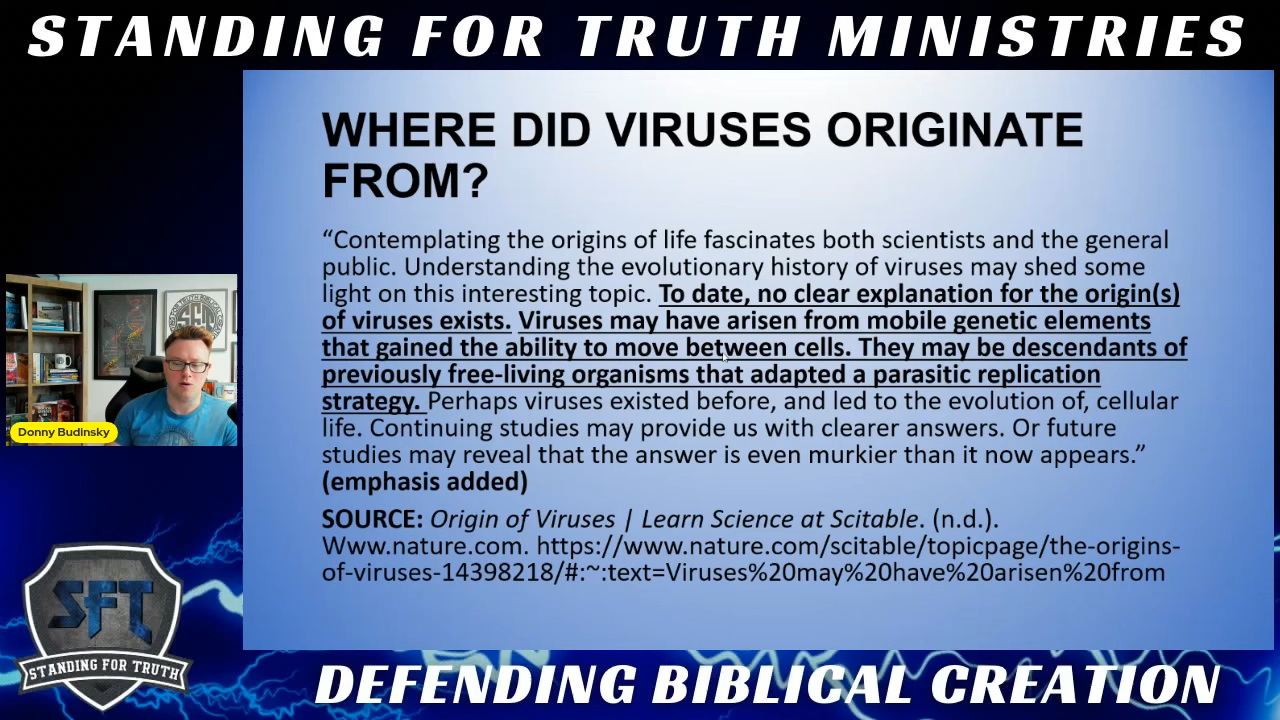 STANDING FOR TRUTH MINISTRIES
WHERE DID VIRUSES ORIGINATE
FROM?
“Contemplating the origins of life fascinates both scientists and the general
public. Understanding the evolutionary history of viruses may shed some
light on this interesting topic. To date, no clear explanation for the origin(s)
of viruses exists. Viruses may have arisen from mobile genetic elements
that gained the ability to move between cells. They may be descendants of
previously free-living organisms that adapted a parasitic replication
strategy. Perhaps viruses existed before, and led to the evolution of, cellular
life. Continuing studies may provide us with clearer answers. Or future
studies may reveal that the answer is even murkier than it now appears.”
(emphasis added)
SOURCE: Origin of Viruses | Learn Science at Scitable. (n.d.).
Www.nature.com. https://www.nature.com/scitable/topicpage/the-origins-
of-viruses-14398218/#:~:text=Viruses%20may%20have%20arisen%20from
Donny Budinsky
SFT
STANDING FOR TRUTH
DEFENDING BIBLICAL CREATION